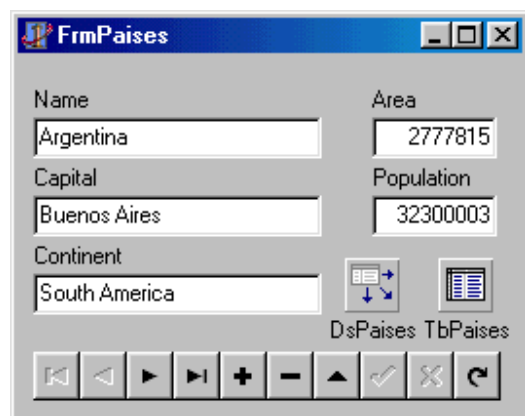 FrmPaises
Name Area
Argentina 2777815
Capital Population
Buenos Aires 32300003
Continent
South America
DsPaises TbPaises